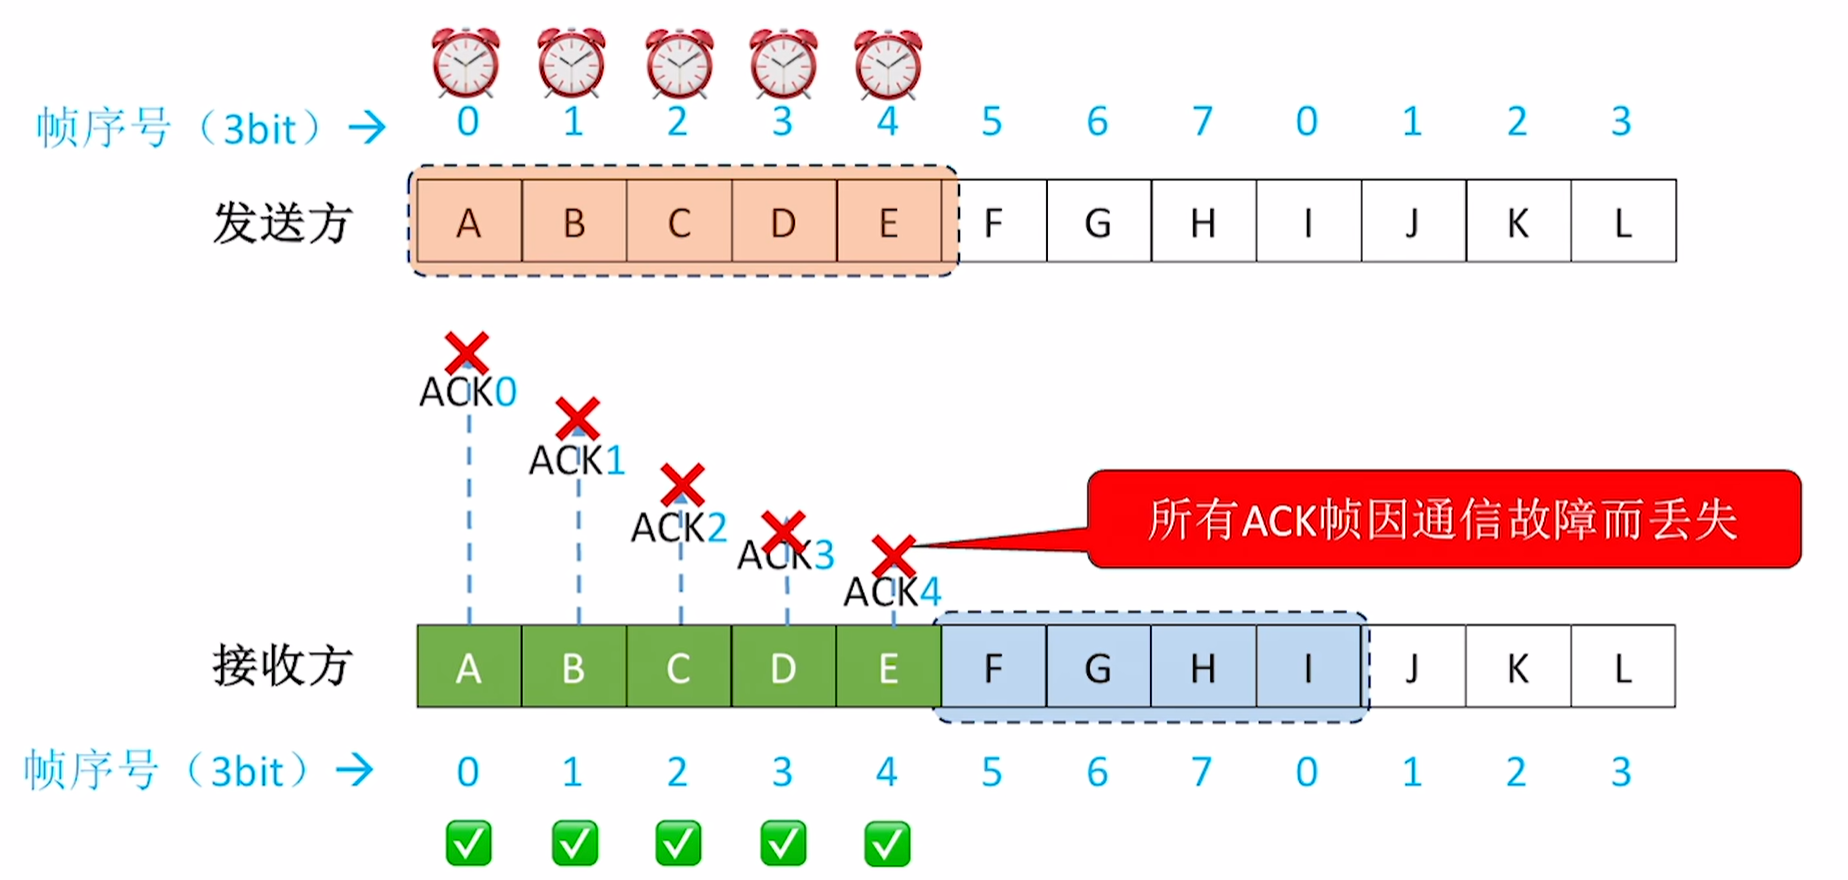 帧序号（3bit）→ 0 1 2 3 4 5 6 7 0 1 2 3
发送方 A B C D E F G H I J K L
ACK0
ACK1
ACK2
ACK3
ACK4
所有ACK帧因通信故障而丢失
接收方 A B C D E F G H I J K L
帧序号（3bit）→ 0 1 2 3 4 5 6 7 0 1 2 3